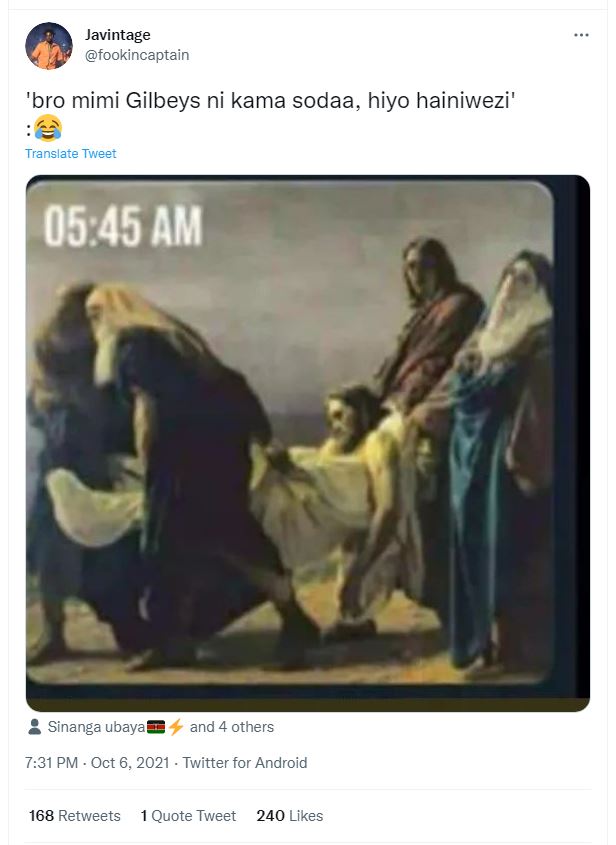 Javintage
@fookincaptain
'bro mimi Gilbeys ni kama sodaa, hiyo hainiwezi'
:😂
Translate Tweet
05:45 AM
Sinanga ubaya🇰🇪⚡ and 4 others
7:31 PM · Oct 6, 2021 · Twitter for Android
168 Retweets 1 Quote Tweet 240 Likes